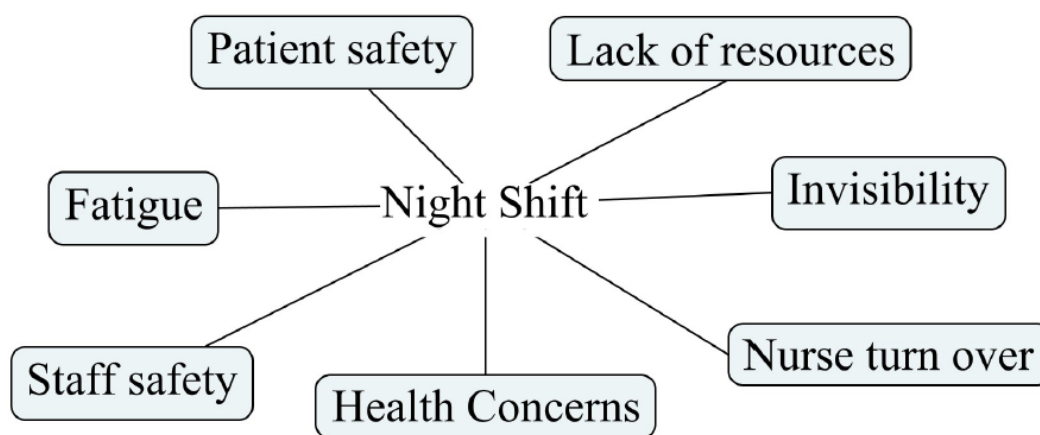 Patient safety
Lack of resources
Fatigue
Night Shift
Invisibility
Staff safety
Health Concerns
Nurse turn over